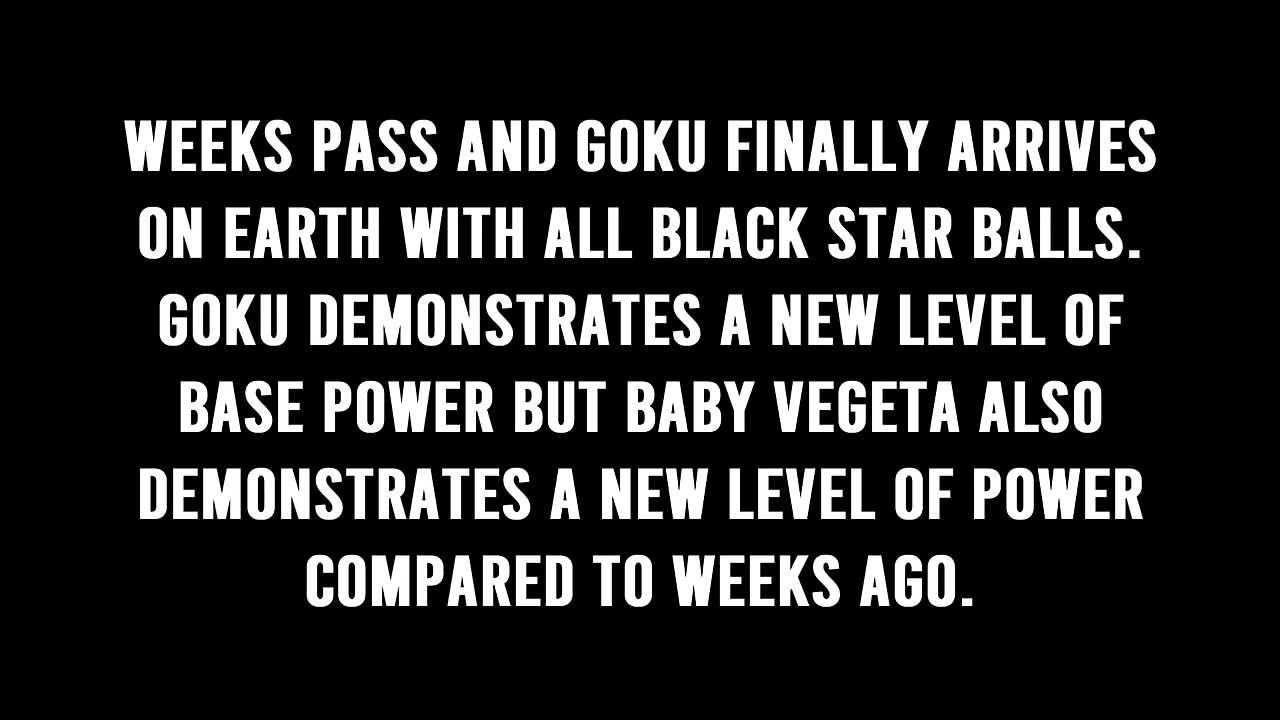 WEEKS PASS AND GOKU FINALLY ARRIVES
ON EARTH WITH ALL BLACK STAR BALLS.
GOKU DEMONSTRATES A NEW LEVEL OF
BASE POWER BUT BABY VEGETA ALSO
DEMONSTRATES A NEW LEVEL OF POWER
COMPARED TO WEEKS AGO.